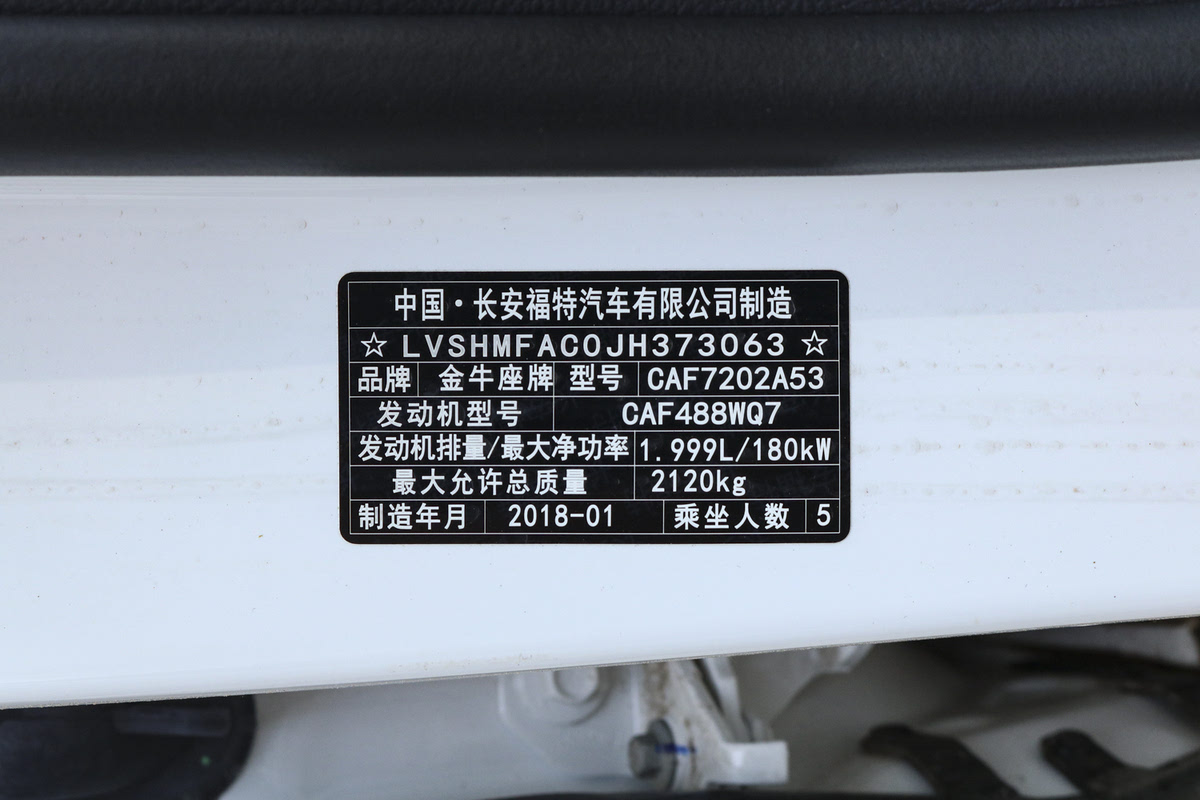 中国·长安福特汽车有限公司制造
☆ LVSHMFAC0JH373063 ☆
品牌 金牛座牌 型号 CAF7202A53
发动机型号 CAF488WQ7
发动机排量/最大净功率 1.999L/180kW
最大允许总质量 2120kg
制造年月 2018-01 乘坐人数 5